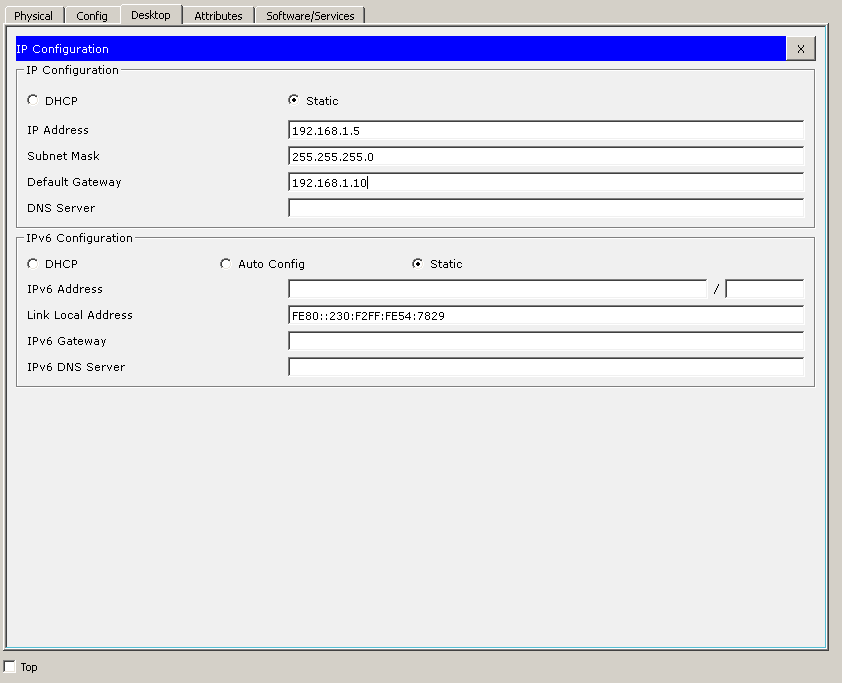 Physical Config Desktop Attributes Software/Services
IP Configuration X
IP Configuration
DHCP Static
IP Address 192.168.1.5
Subnet Mask 255.255.255.0
Default Gateway 192.168.1.10
DNS Server
IPv6 Configuration
DHCP Auto Config Static
IPv6 Address /
Link Local Address FE80::230:F2FF:FE54:7829
IPv6 Gateway
IPv6 DNS Server
Top